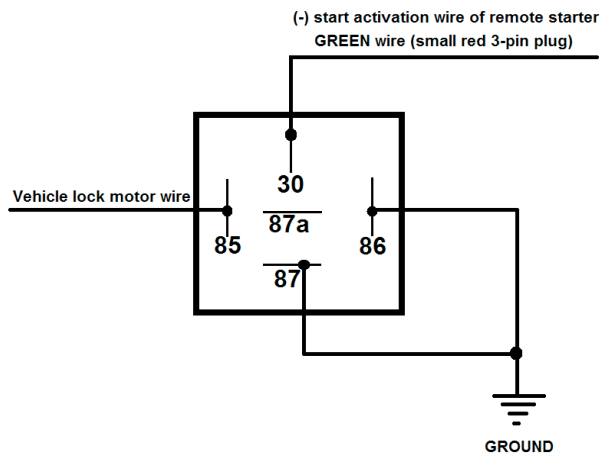 (-) start activation wire of remote starter
GREEN wire (small red 3-pin plug)
30
Vehicle lock motor wire
87a
85
86
87
GROUND